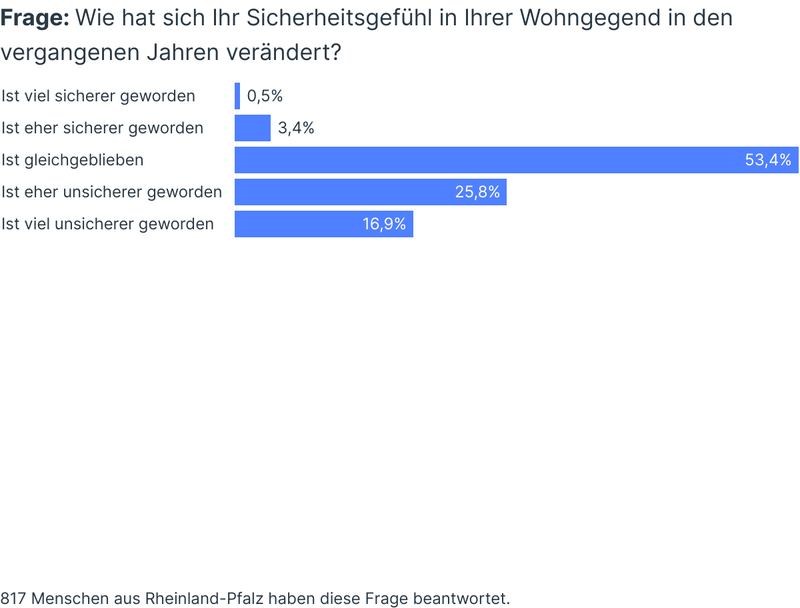 Frage: Wie hat sich Ihr Sicherheitsgefühl in Ihrer Wohngegend in den
vergangenen Jahren verändert?
Ist viel sicherer geworden 0,5%
Ist eher sicherer geworden 3,4%
Ist gleichgeblieben 53,4%
Ist eher unsicherer geworden 25,8%
Ist viel unsicherer geworden 16,9%
817 Menschen aus Rheinland-Pfalz haben diese Frage beantwortet.